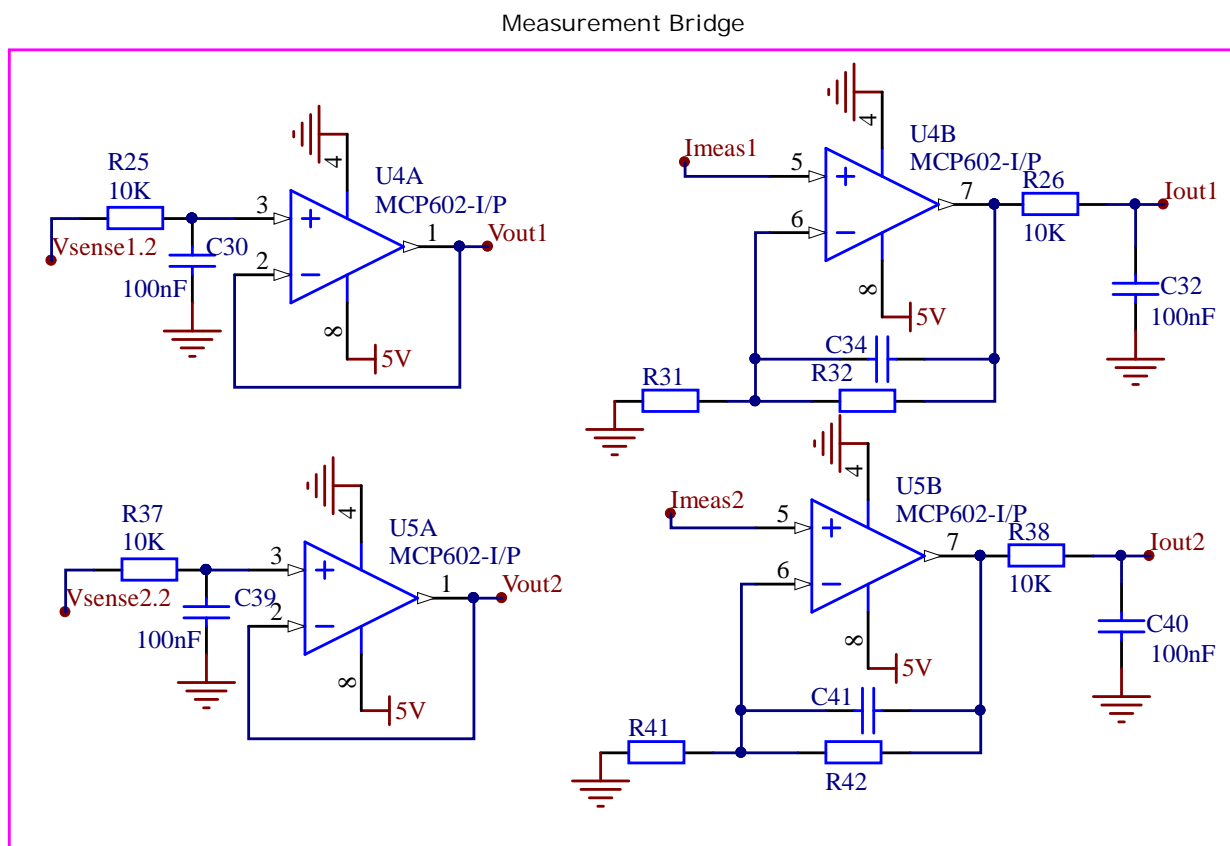 Measurement Bridge
R25
10K
Vsense1.2
C30
100nF
3
2
4
8
1
U4A
MCP602-I/P
Vout1
5V
Imeas1
5
6
4
8
7
U4B
MCP602-I/P
R26
10K
Iout1
C32
100nF
5V
C34
R32
R31
R37
10K
Vsense2.2
C39
100nF
3
2
4
8
1
U5A
MCP602-I/P
Vout2
5V
Imeas2
5
6
4
8
7
U5B
MCP602-I/P
R38
10K
Iout2
C40
100nF
5V
C41
R41
R42